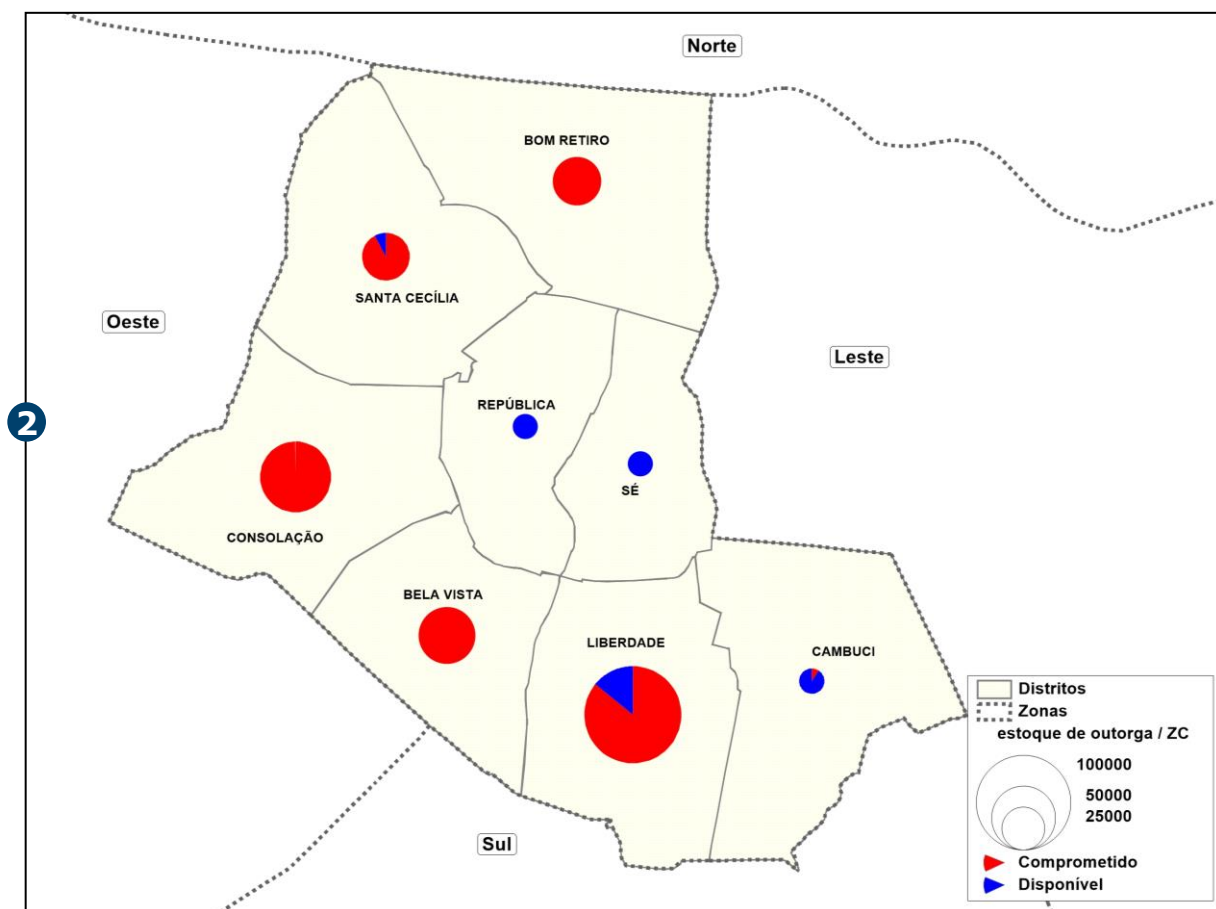 Norte
BOM RETIRO
SANTA CECÍLIA
Oeste
Leste
REPÚBLICA
2
SÉ
CONSOLAÇÃO
BELA VISTA
LIBERDADE
CAMBUCI
Sul
Distritos
Zonas
estoque de outorga / ZC
100000
50000
25000
Comprometido
Disponível